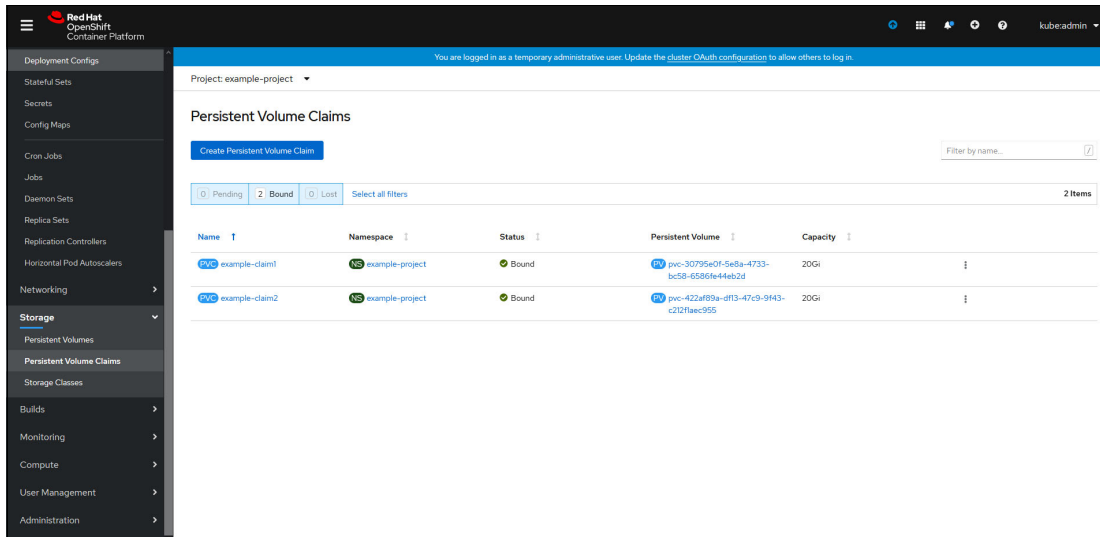 Red Hat
OpenShift
Container Platform
kube:admin
You are logged in as a temporary administrative user. Update the cluster OAuth configuration to allow others to log in.
Deployment Configs
Stateful Sets
Secrets
Config Maps
Cron Jobs
Jobs
Daemon Sets
Replica Sets
Replication Controllers
Horizontal Pod Autoscalers
Networking
Storage
Persistent Volumes
Persistent Volume Claims
Storage Classes
Builds
Monitoring
Compute
User Management
Administration
Project: example-project
Persistent Volume Claims
Create Persistent Volume Claim
Filter by name... /
0 Pending 2 Bound 0 Lost Select all filters 2 Items
Name Namespace Status Persistent Volume Capacity
PVC example-claim1 NS example-project Bound PV pvc-30795e0f-5e8a-4733- 20Gi
bc58-6586fe44eb2d
PVC example-claim2 NS example-project Bound PV pvc-422af89a-df13-47c9-9f43- 20Gi
c212f1aec955